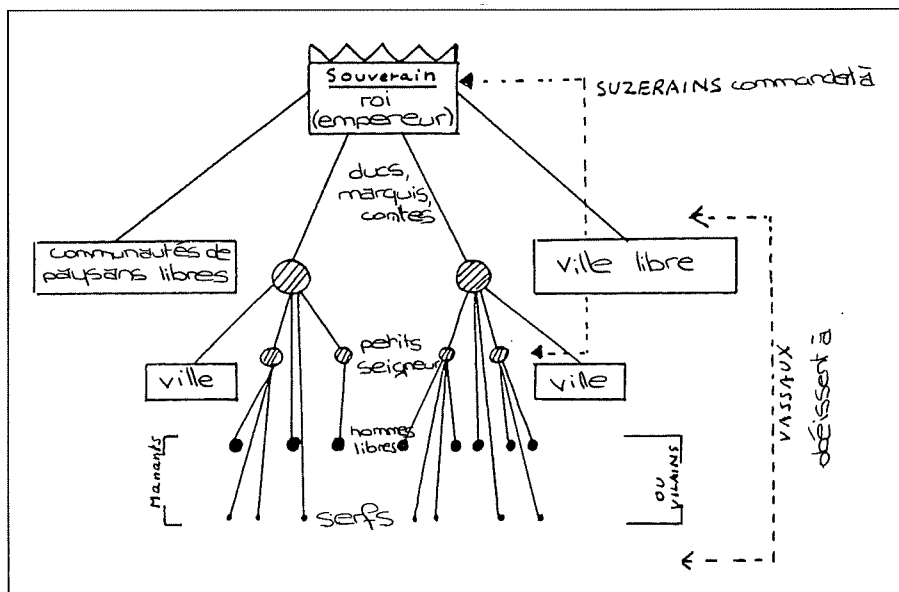 Souverain
roi
(empereur)
SUZERAINS commandent à
ducs,
marquis,
comtes
communautés de
paysans libres
ville libre
petits
seigneurs
ville
ville
hommes
libres
Manants
OU
VILAINS
serfs
VASSAUX
obéissent à